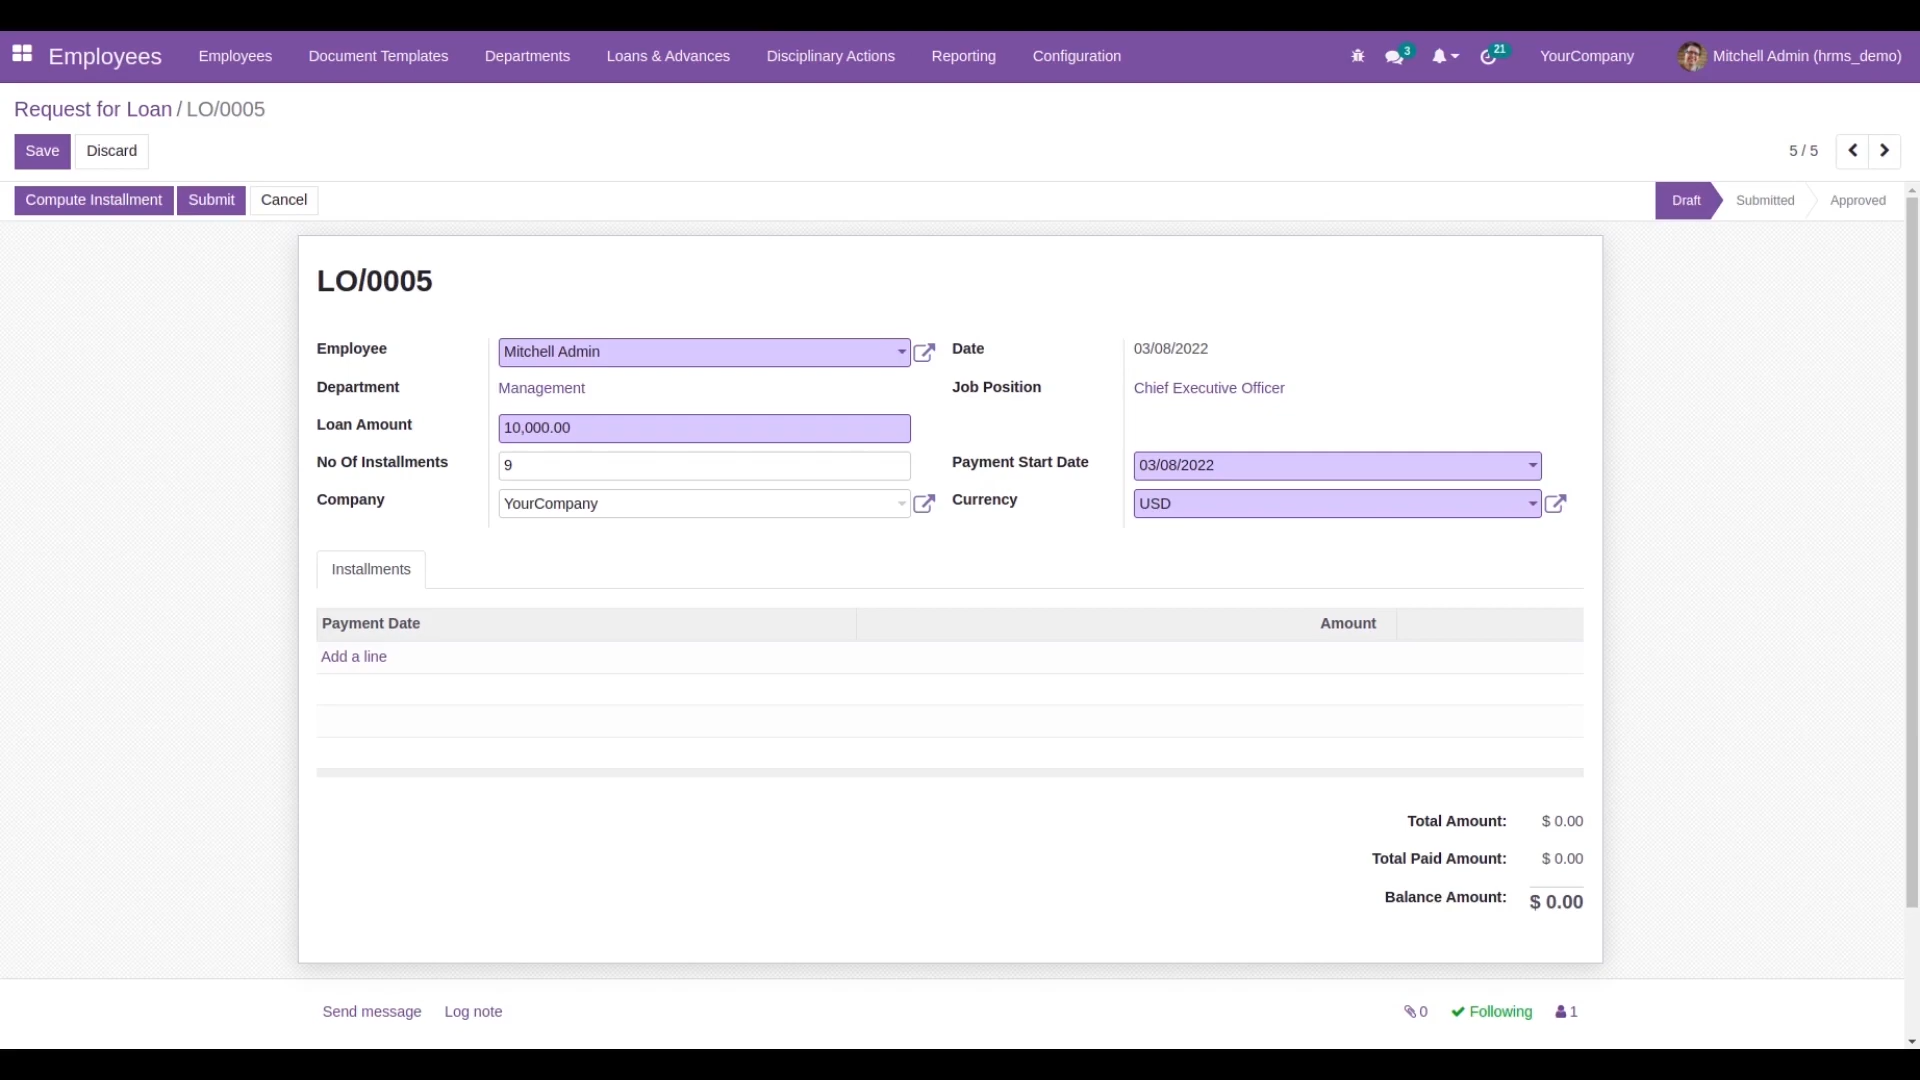 Employees Employees Document Templates Departments Loans & Advances Disciplinary Actions Reporting Configuration 3 21 YourCompany Mitchell Admin (hrms_demo)
Request for Loan / LO/0005
Save Discard 5 / 5
Compute Installment Submit Cancel Draft Submitted Approved
LO/0005
Employee Mitchell Admin Date 03/08/2022
Department Management Job Position Chief Executive Officer
Loan Amount 10,000.00
No Of Installments 9 Payment Start Date 03/08/2022
Company YourCompany Currency USD
Installments
Payment Date Amount
Add a line
Total Amount: $ 0.00
Total Paid Amount: $ 0.00
Balance Amount: $ 0.00
Send message Log note 0 Following 1